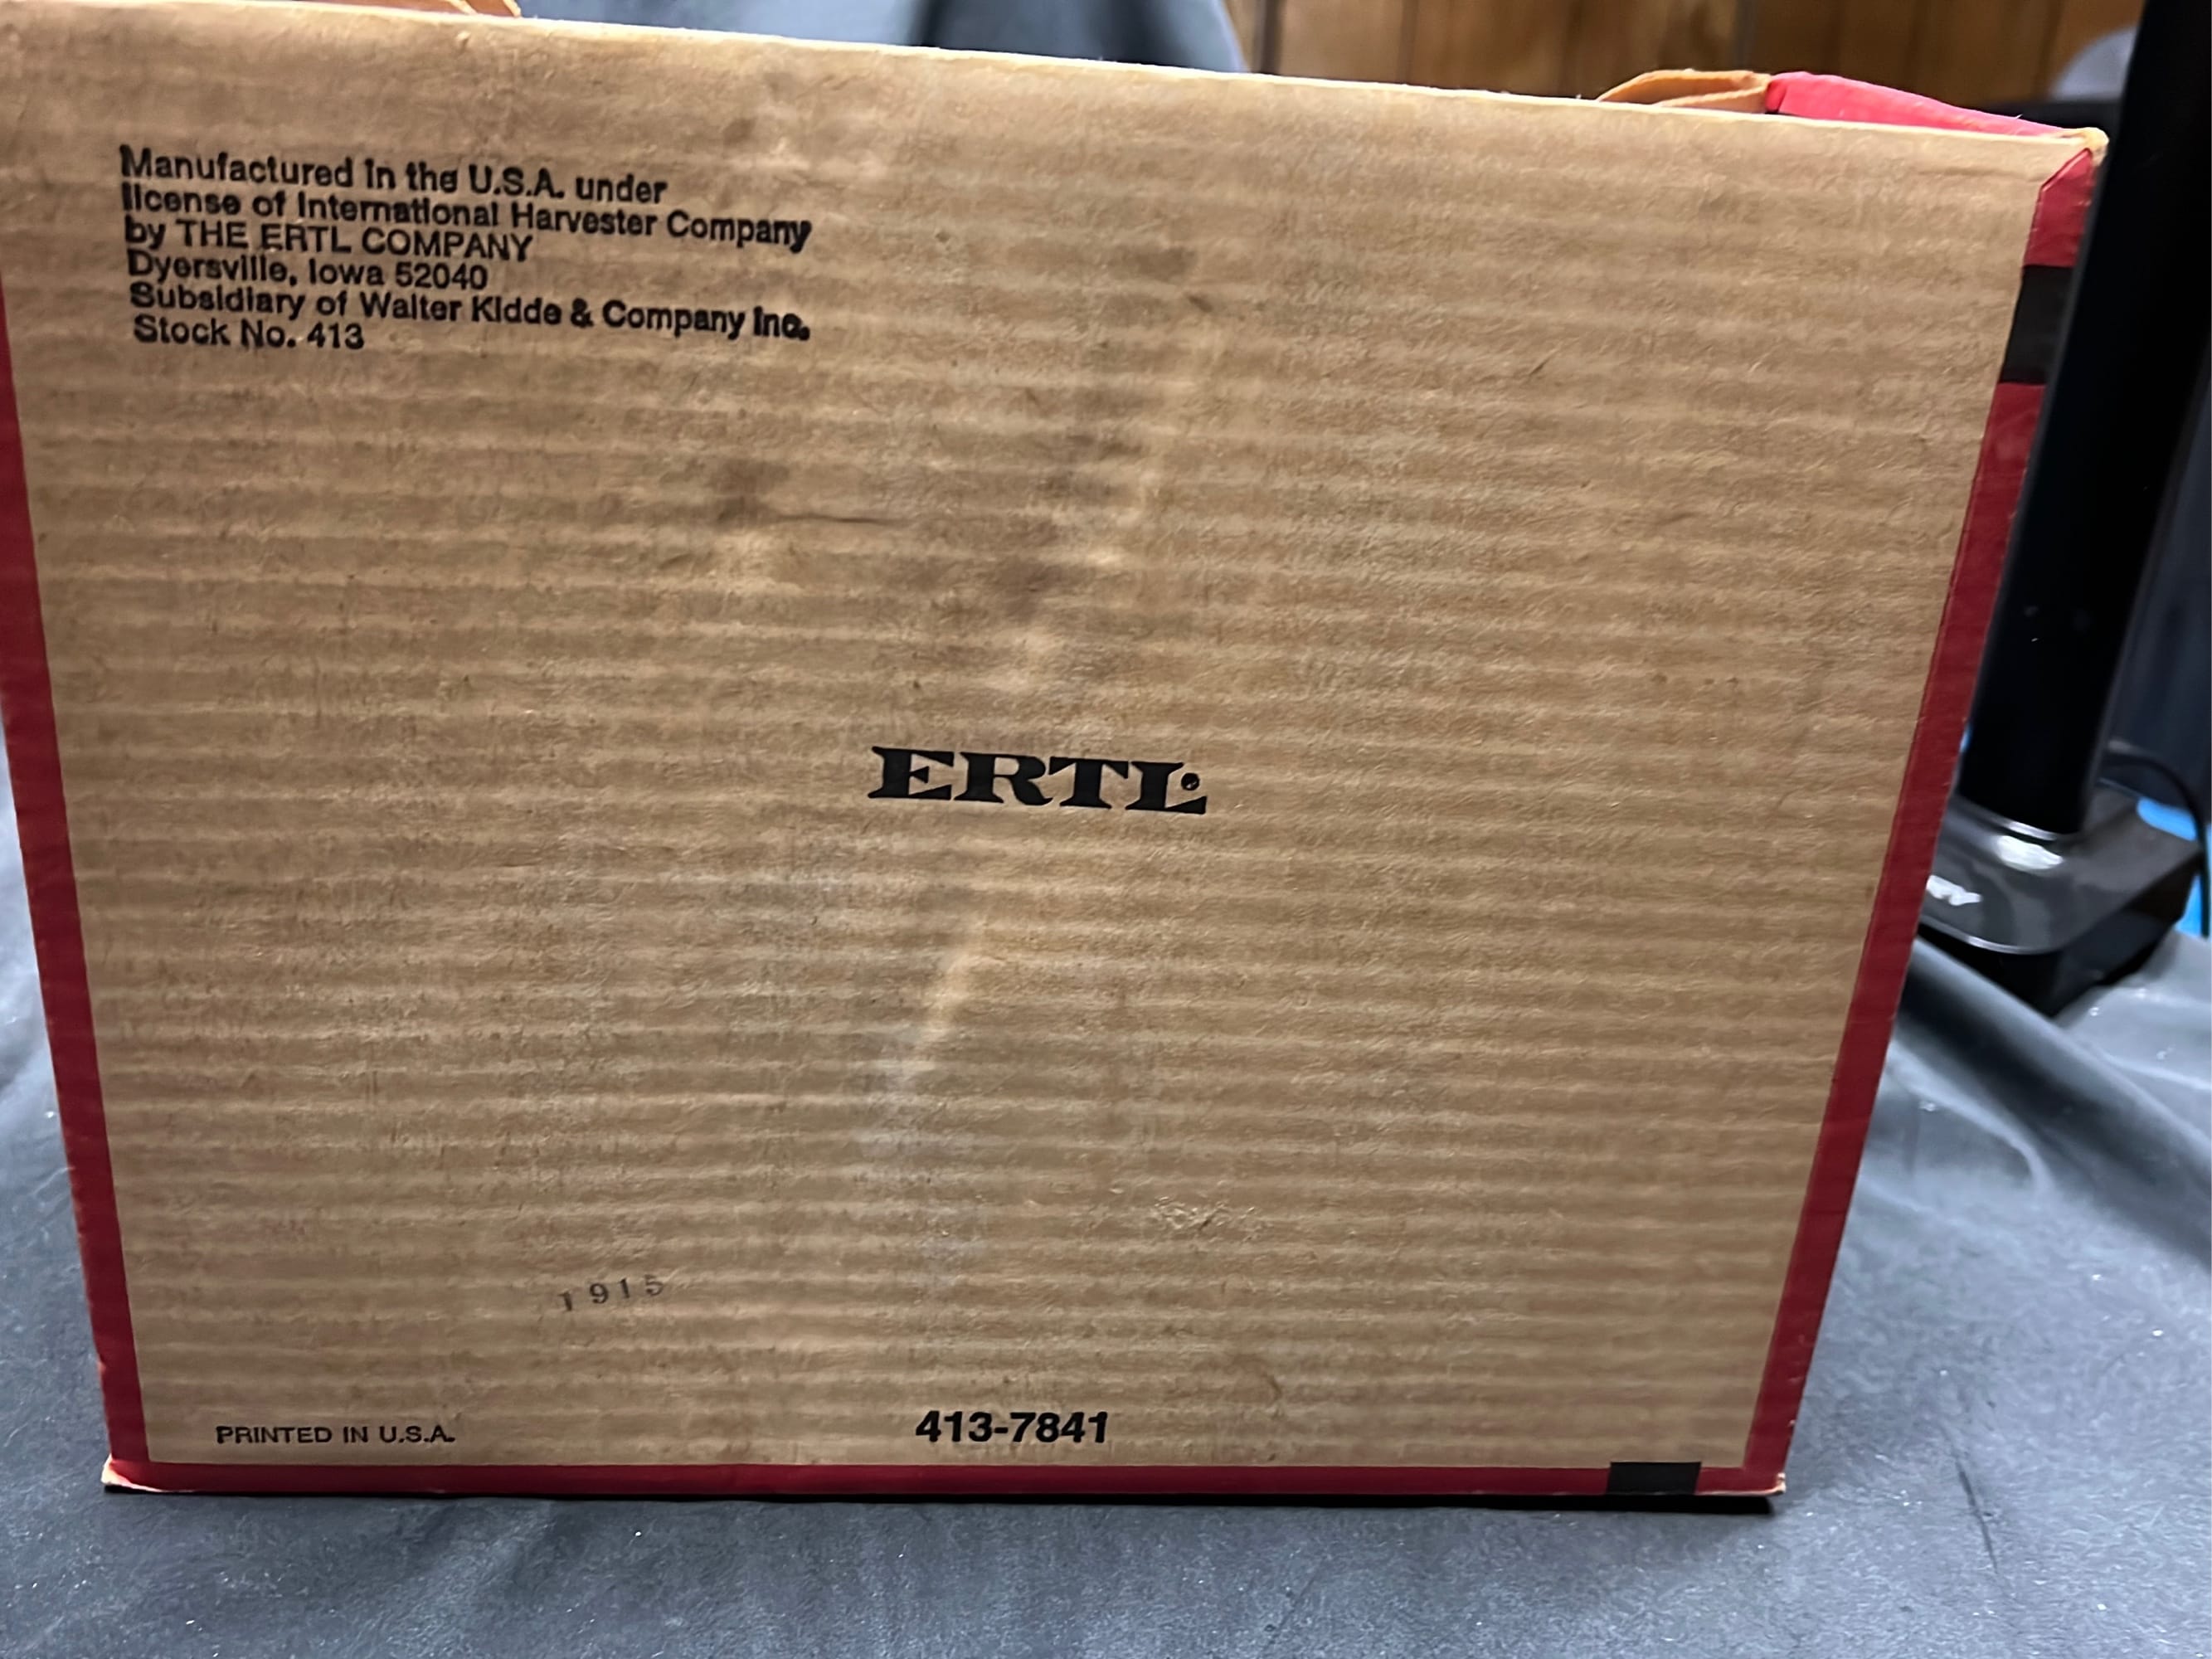 Manufactured in the U.S.A. under
license of International Harvester Company
by THE ERTL COMPANY
Dyersville, Iowa 52040
Subsidiary of Walter Kidde & Company Inc.
Stock No. 413
ERTL
1915
PRINTED IN U.S.A.
413-7841